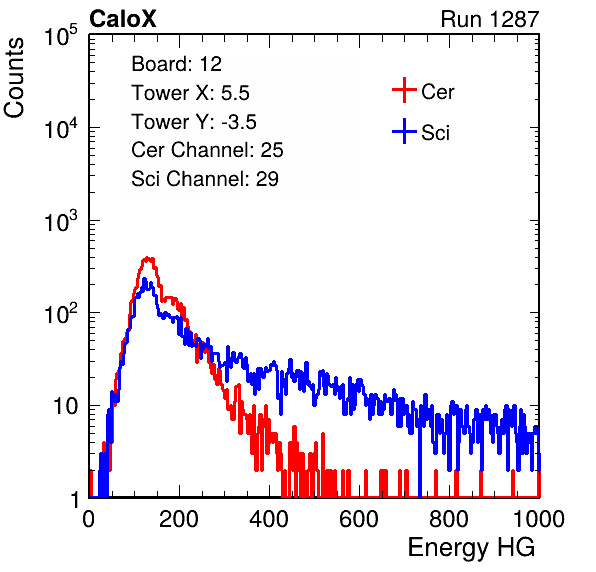 CaloX Run 1287
Counts
10^5
10^4
10^3
10^2
10
1
Board: 12
Tower X: 5.5
Tower Y: -3.5
Cer Channel: 25
Sci Channel: 29
Cer
Sci
0 200 400 600 800 1000
Energy HG